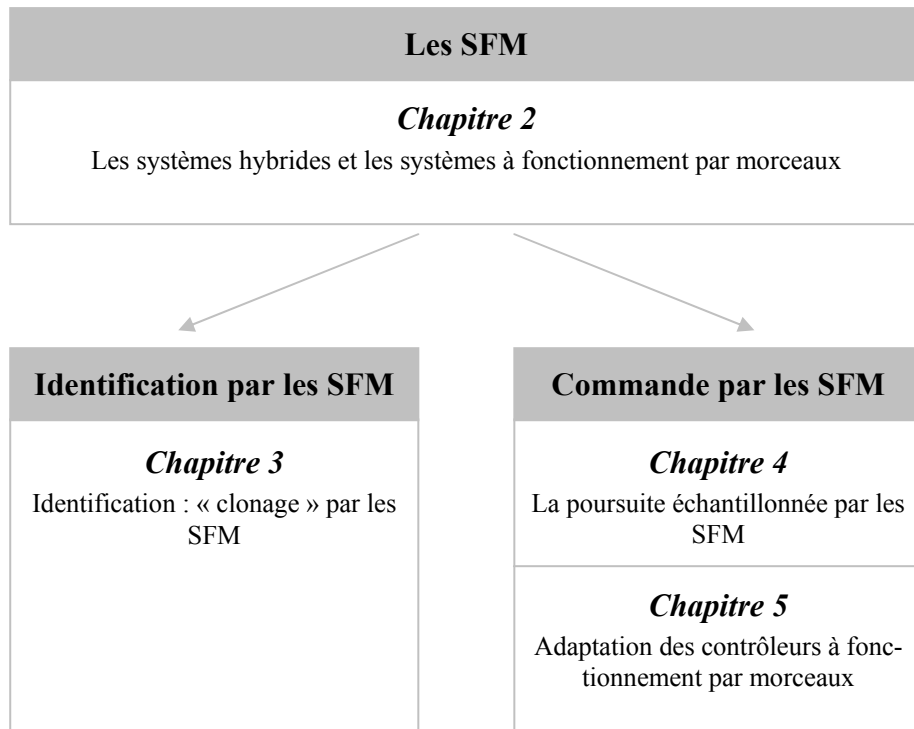 Les SFM
Chapitre 2
Les systèmes hybrides et les systèmes à fonctionnement par morceaux
Identification par les SFM
Chapitre 3
Identification : « clonage » par les
SFM
Commande par les SFM
Chapitre 4
La poursuite échantillonnée par les
SFM
Chapitre 5
Adaptation des contrôleurs à fonc-
tionnement par morceaux